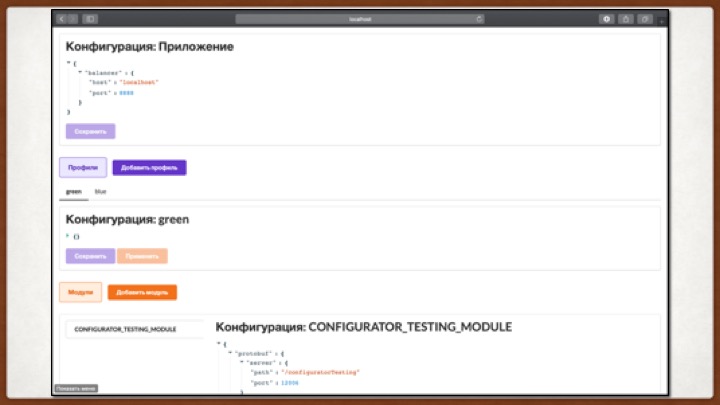 localhost
Конфигурация: Приложение
{
"balancer" : {
"host" : "localhost"
"port" : 8888
}
}
Сохранить
Профили Добавить профиль
green blue
Конфигурация: green
{}
Сохранить Применить
Модули Добавить модуль
CONFIGURATOR_TESTING_MODULE
Конфигурация: CONFIGURATOR_TESTING_MODULE
{
"protobuf" : {
"server" : {
"path" : "/configuratorTesting"
"port" : 12006
}
Показать меню